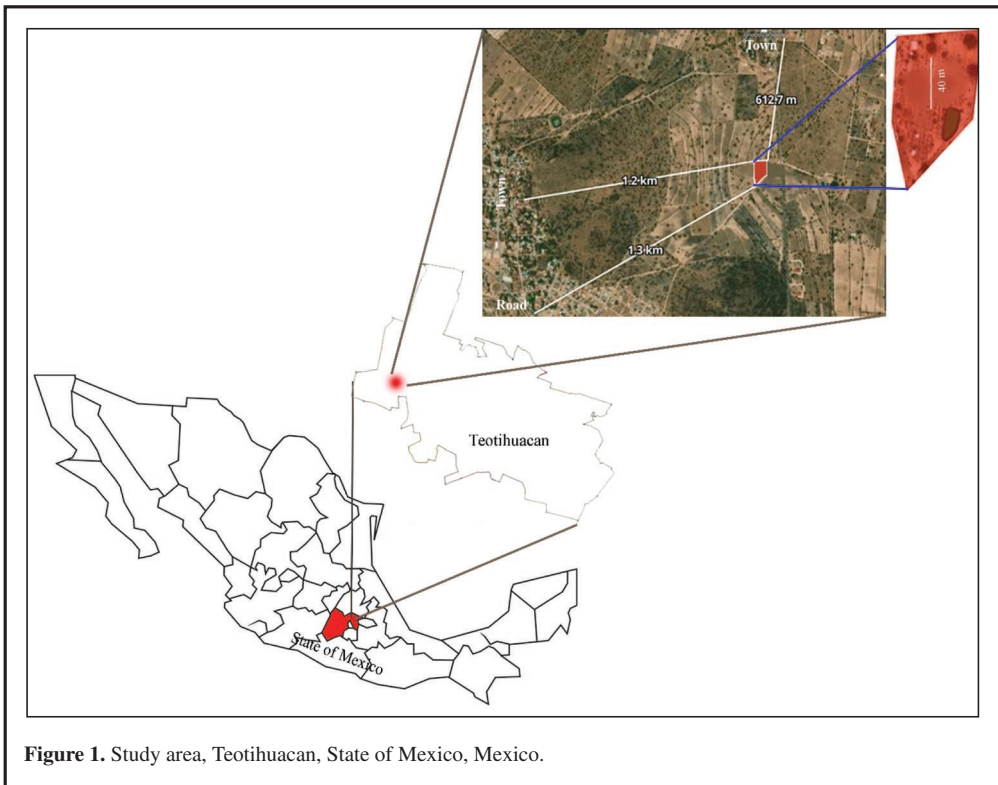 Town
612.7 m
40 m
1.2 km
Town
1.3 km
Road
Teotihuacan
State of Mexico
Figure 1. Study area, Teotihuacan, State of Mexico, Mexico.